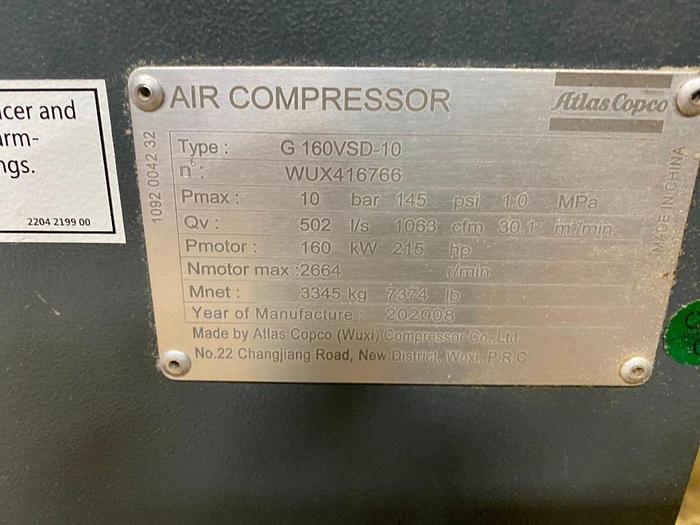 cer and
arm-
ngs.
2204 2199 00
1092 0042 32
AIR COMPRESSOR
Atlas Copco
Type : G 160VSD-10
nᵇ : WUX416766
Pmax : 10 bar 145 psi 1.0 MPa
Qv : 502 l/s 1063 cfm 30.1 m³/min
Pmotor : 160 kW 215 hp
Nmotor max :2664 r/min
Mnet : 3345 kg 7374 lb
Year of Manufacture : 202008
Made by Atlas Copco (Wuxi) Compressor Co.,Ltd
No.22 Changjiang Road, New District, Wuxi, P.R.C
MADE IN CHINA